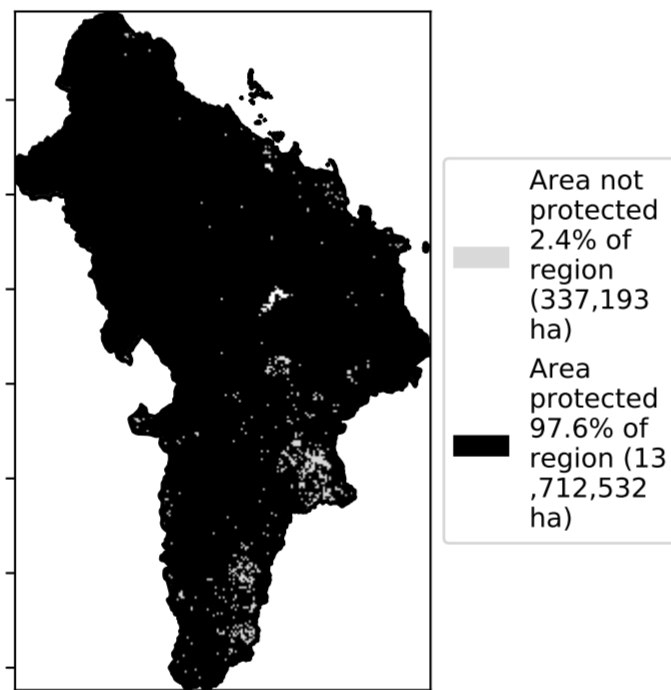 Area not
protected
2.4% of
region
(337,193
ha)
Area
protected
97.6% of
region (13
,712,532
ha)